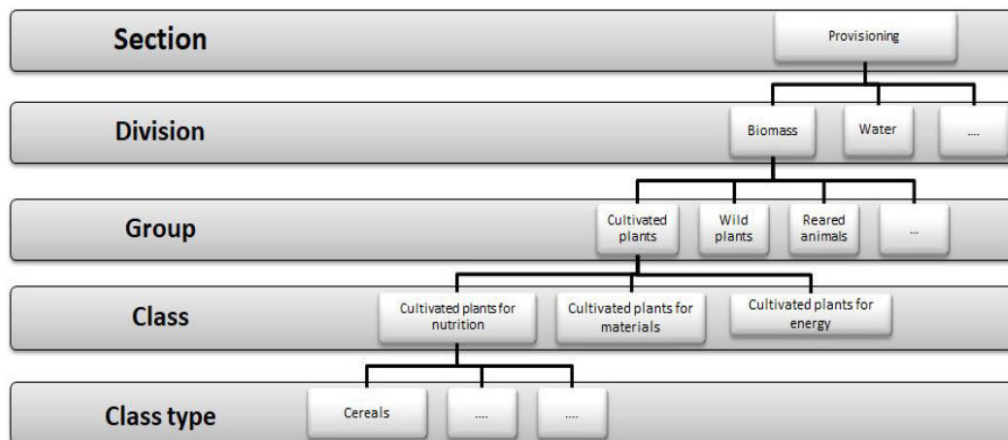 Section
Provisioning
Division
Biomass
Water
....
Group
Cultivated
plants
Wild
plants
Reared
animals
...
Class
Cultivated plants for
nutrition
Cultivated plants for
materials
Cultivated plants for
energy
Class type
Cereals
....
....